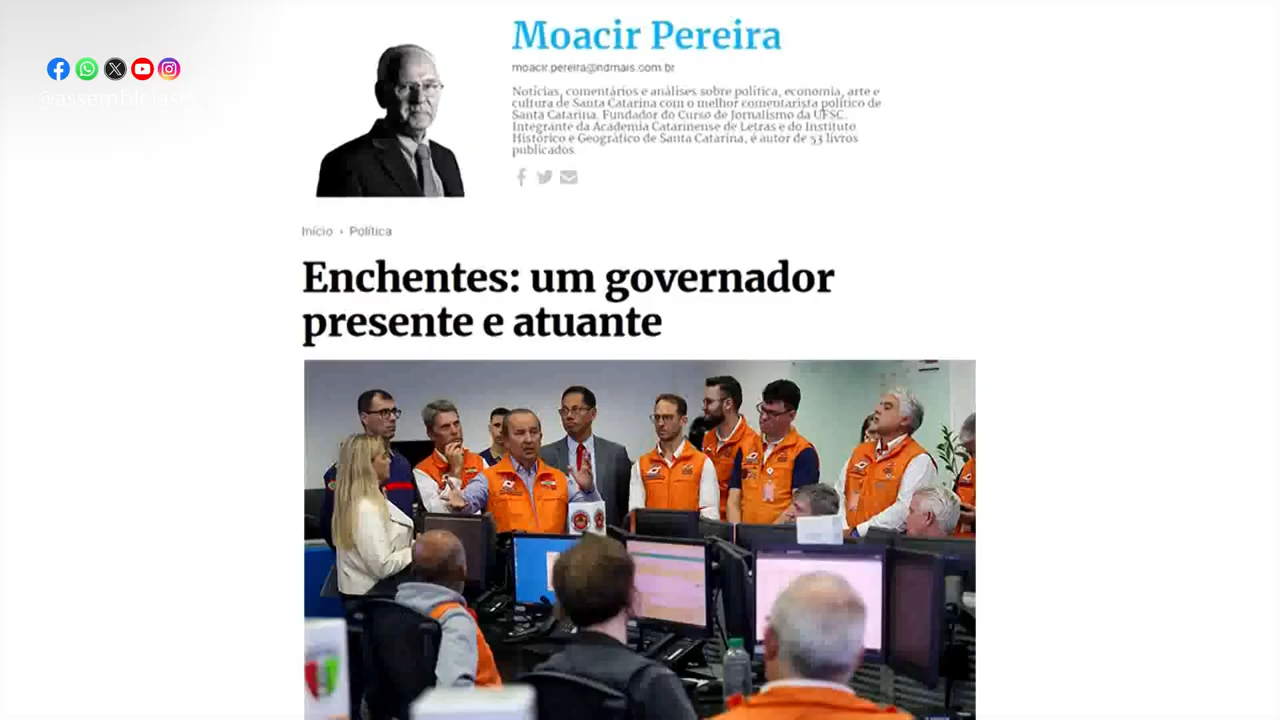 Moacir Pereira
moacir.pereira@ndmais.com.br
@assembleiasc
Notícias, comentários e análises sobre política, economia, arte e
cultura de Santa Catarina com o melhor comentarista político de
Santa Catarina. Fundador do Curso de Jornalismo da UFSC.
Integrante da Academia Catarinense de Letras e do Instituto
Histórico e Geográfico de Santa Catarina, é autor de 53 livros
publicados.
Início › Política
Enchentes: um governador
presente e atuante